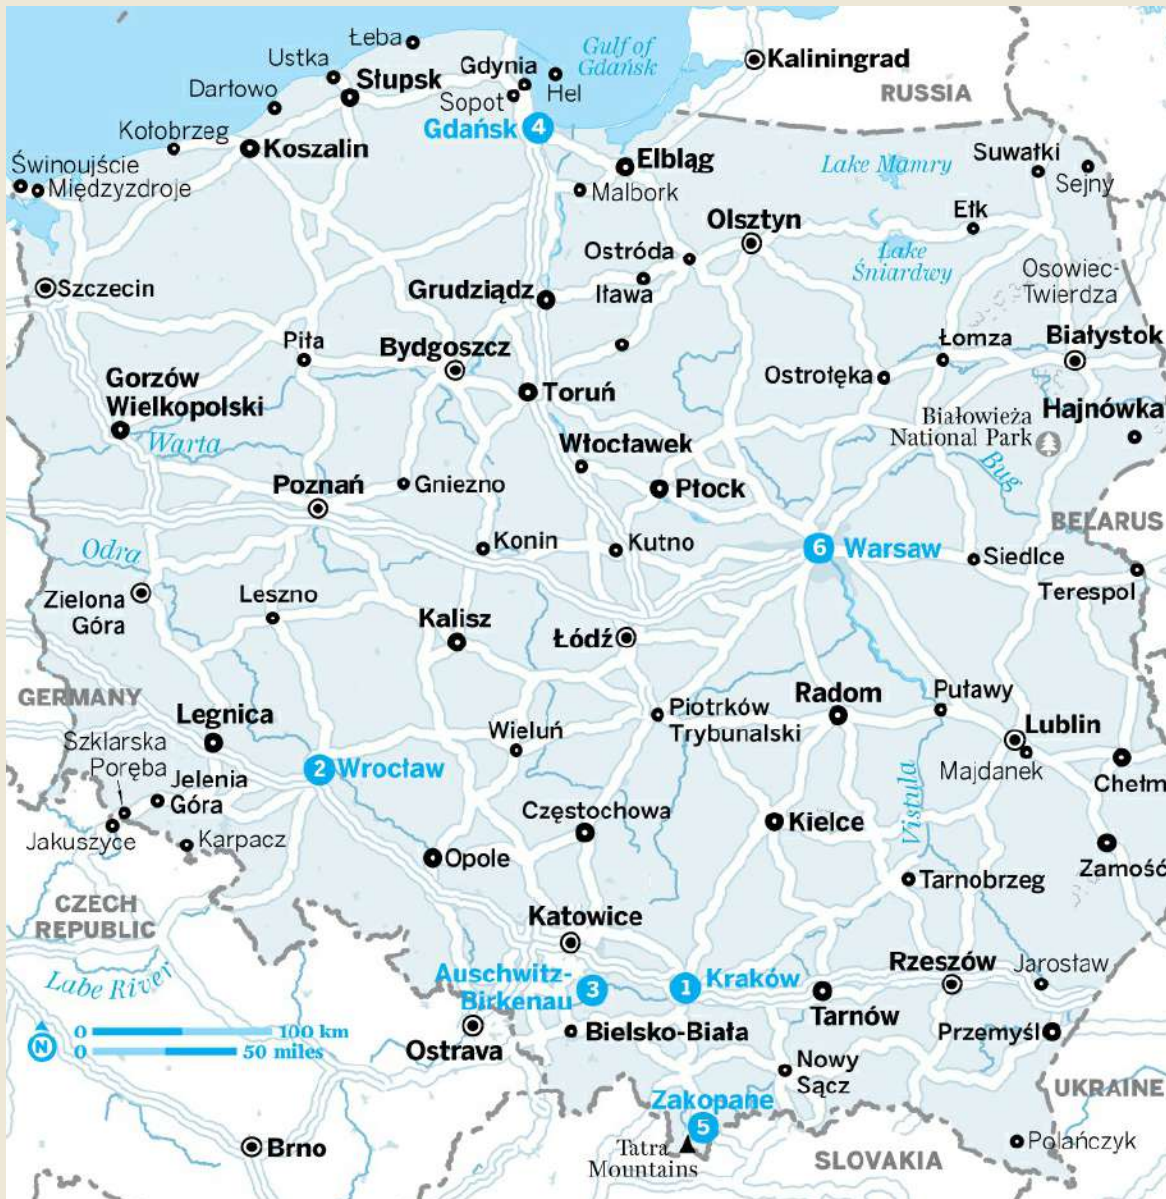 Łeba
Gulf of
Gdańsk
Ustka
Gdynia
Kaliningrad
Słupsk
Hel
RUSSIA
Darłowo
Sopot
Gdańsk 4
Kołobrzeg
Koszalin
Elbląg
Lake Mamry
Suwałki
Świnoujście
Sejny
Międzyzdroje
Malbork
Olsztyn
Ełk
Ostróda
Lake
Śniardwy
Osowiec-
Twierdza
Szczecin
Grudziądz
Iława
Piła
Bydgoszcz
Łomza
Białystok
Gorzów
Wielkopolski
Toruń
Ostrołęka
Białowieża
National Park
Hajnówka
Warta
Włocławek
Bug
Poznań
Gniezno
Płock
BELARUS
Odra
Konin
Kutno
6 Warsaw
Siedlce
Terespol
Zielona
Góra
Leszno
Kalisz
Łódź
GERMANY
Legnica
Radom
Puławy
Piotrków
Trybunalski
Lublin
Szklarska
Poręba
Wieluń
Majdanek
Jelenia
Góra
2 Wrocław
Chełm
Vistula
Częstochowa
Kielce
Jakuszyce
Karpacz
Opole
Zamość
Tarnobrzeg
CZECH
REPUBLIC
Katowice
Rzeszów
Jarosław
Labe River
Auschwitz-
Birkenau 3
1 Kraków
Tarnów
0 100 km
N
0 50 miles
Ostrava
Bielsko-Biała
Przemyśl
Nowy
Sącz
UKRAINE
Zakopane
5
Brno
Tatra
Mountains
SLOVAKIA
Polańczyk